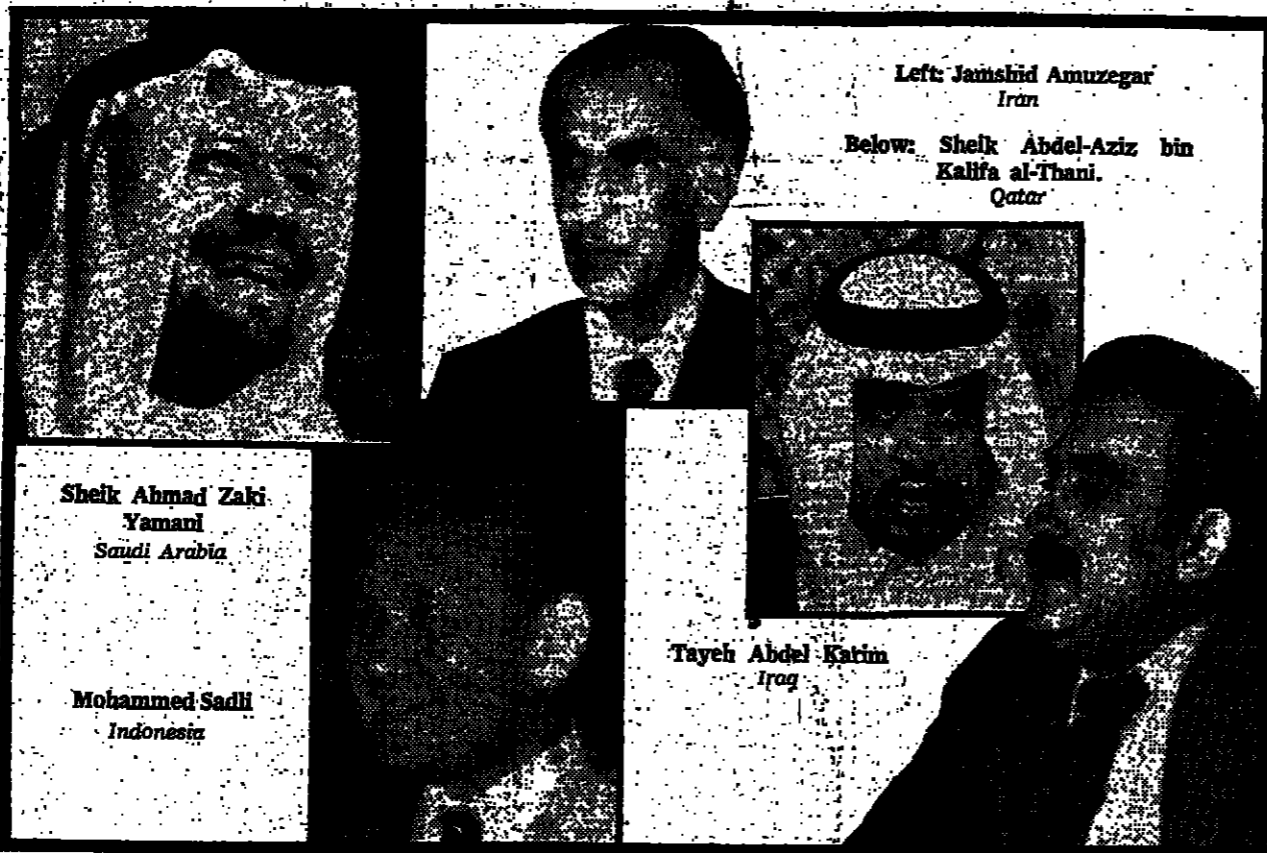 Left: Jamshid Amuzegar
Iran
Below: Sheik Abdel-Aziz bin
Kalifa al-Thani.
Qatar
Sheik Ahmad Zaki
Yamani
Saudi Arabia
Mohammed Sadli
Indonesia
Tayeh Abdel Karim
Iraq